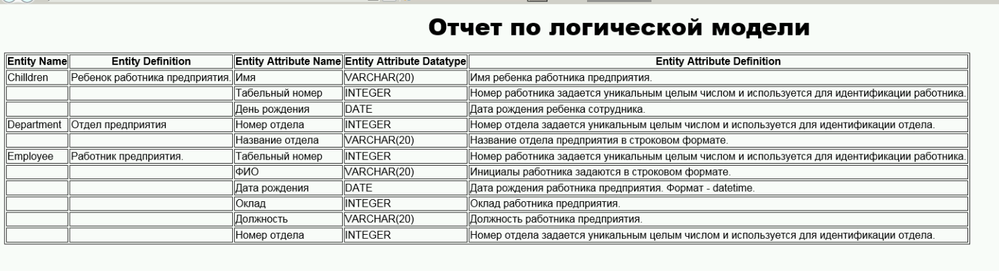 Отчет по логической модели
Entity Name Entity Definition Entity Attribute Name Entity Attribute Datatype Entity Attribute Definition
Chilldren Ребенок работника предприятия. Имя VARCHAR(20) Имя ребенка работника предприятия.
Табельный номер INTEGER Номер работника задается уникальным целым числом и используется для идентификации работника.
День рождения DATE Дата рождения ребенка сотрудника.
Department Отдел предприятия Номер отдела INTEGER Номер отдела задается уникальным целым числом и используется для идентификации отдела.
Название отдела VARCHAR(20) Название отдела предприятия в строковом формате.
Employee Работник предприятия. Табельный номер INTEGER Номер работника задается уникальным целым числом и используется для идентификации работника.
ФИО VARCHAR(20) Инициалы работника задаются в строковом формате.
Дата рождения DATE Дата рождения работника предприятия. Формат - datetime.
Оклад INTEGER Оклад работника предприятия.
Должность VARCHAR(20) Должность работника предприятия.
Номер отдела INTEGER Номер отдела задается уникальным целым числом и используется для идентификации отдела.